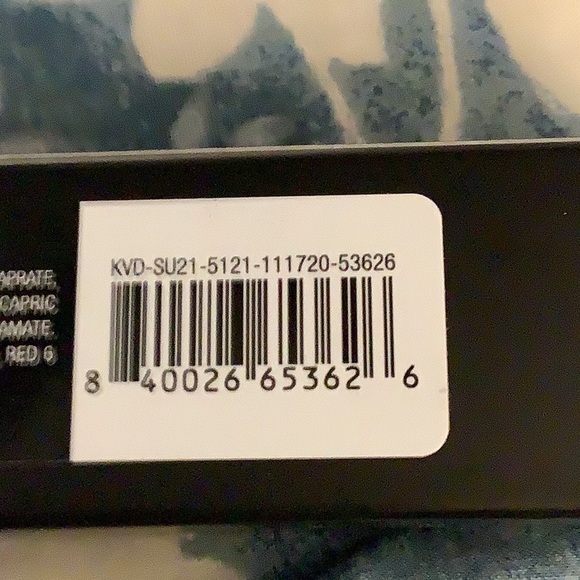 KVD-SU21-5121-111720-53626
APRATE,
CAPRIC
AMATE.
RED 6
8 40026 65362 6